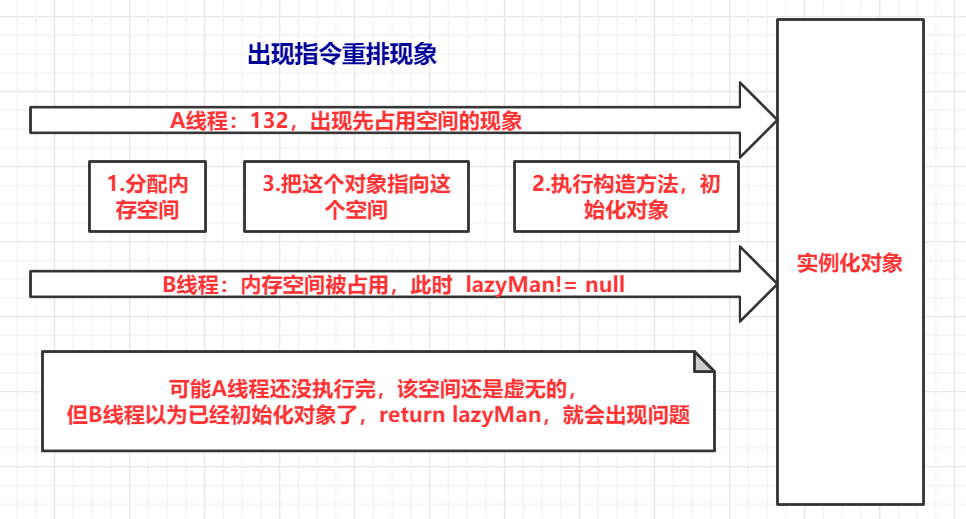 出现指令重排现象
A线程：132，出现先占用空间的现象
1.分配内
存空间
3.把这个对象指向这
个空间
2.执行构造方法，初
始化对象
实例化对象
B线程：内存空间被占用，此时 lazyMan!= null
可能A线程还没执行完，该空间还是虚无的，
但B线程以为已经初始化对象了，return lazyMan，就会出现问题